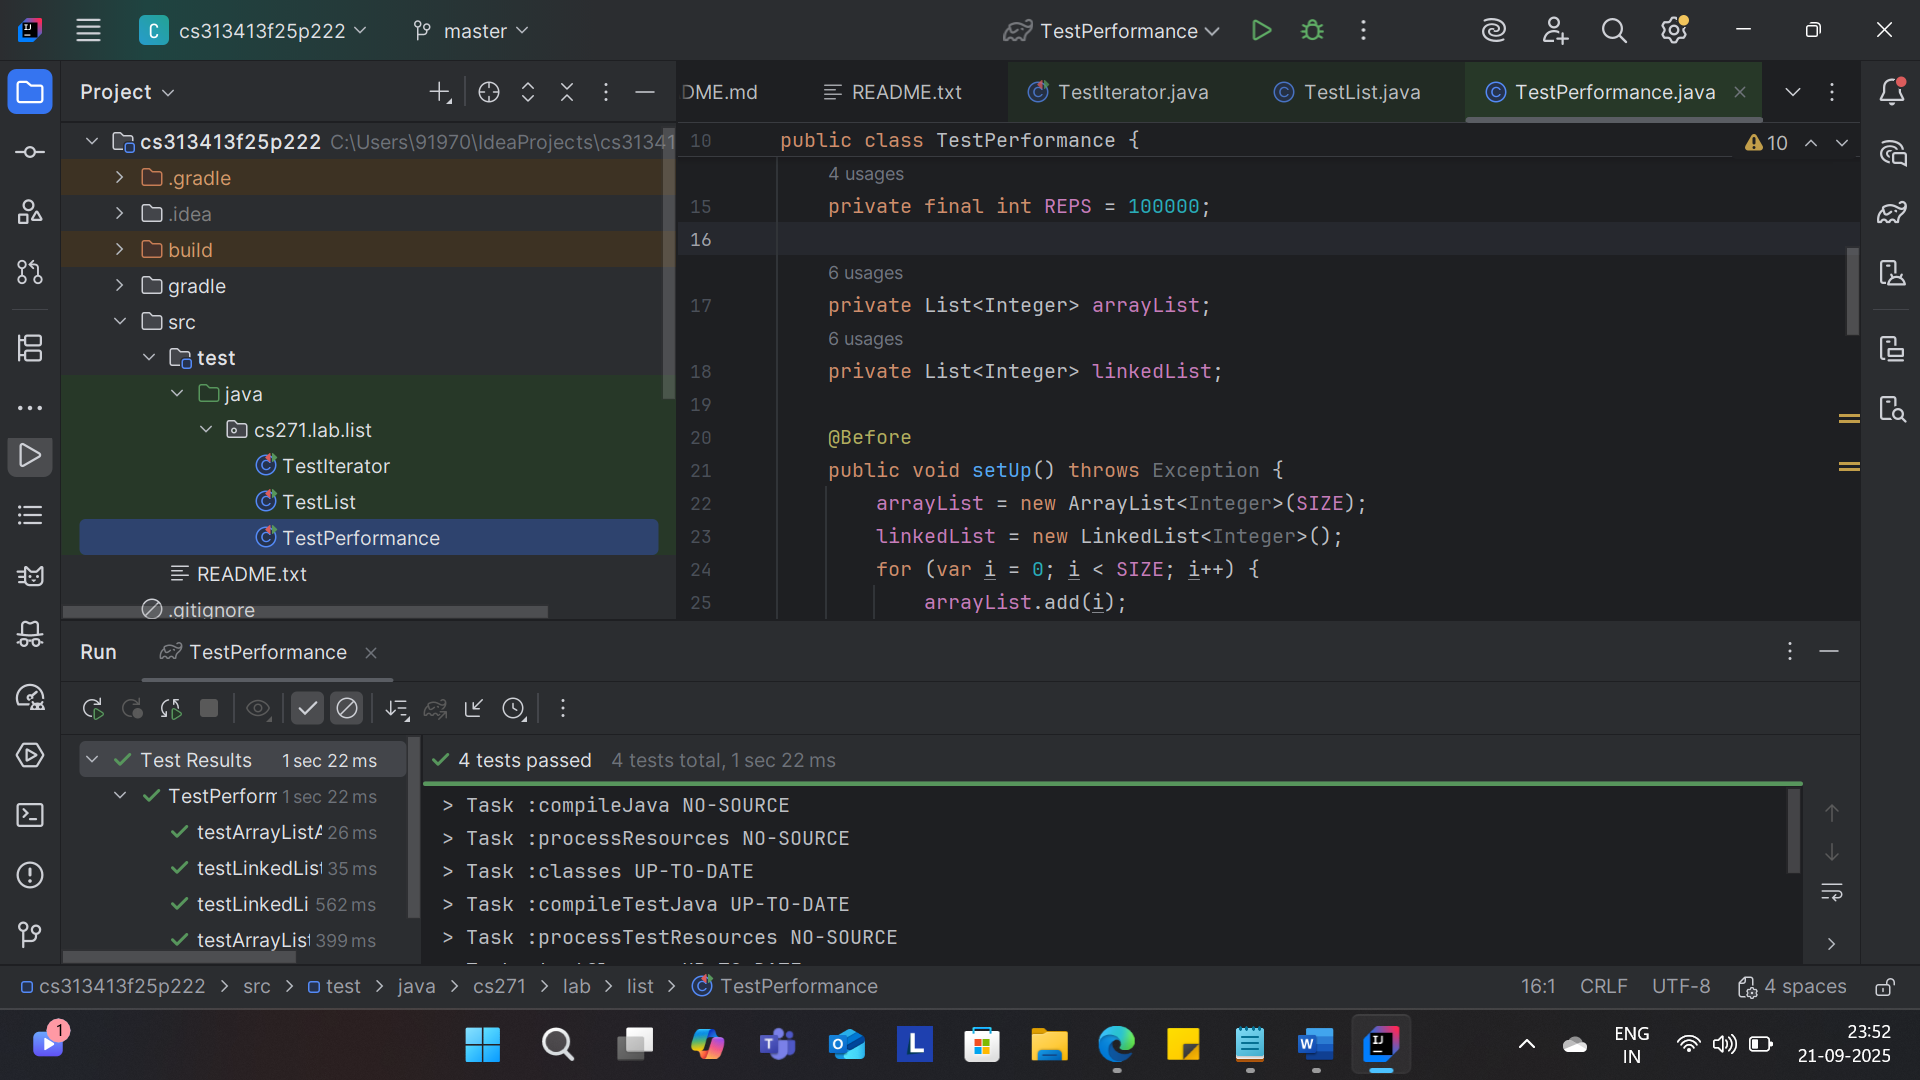 C cs313413f25p222 master TestPerformance
Project
cs313413f25p222 C:\Users\91970\IdeaProjects\cs31341
.gradle
.idea
build
gradle
src
test
java
cs271.lab.list
TestIterator
TestList
TestPerformance
README.txt
.gitignore
DME.md README.txt TestIterator.java TestList.java TestPerformance.java
10 public class TestPerformance {
10
4 usages
15 private final int REPS = 100000;
16
6 usages
17 private List<Integer> arrayList;
6 usages
18 private List<Integer> linkedList;
19
20 @Before
21 public void setUp() throws Exception {
22 arrayList = new ArrayList<Integer>(SIZE);
23 linkedList = new LinkedList<Integer>();
24 for (var i = 0; i < SIZE; i++) {
25 arrayList.add(i);
Run TestPerformance
Test Results 1 sec 22 ms
TestPerform 1 sec 22 ms
testArrayListA 26 ms
testLinkedList 35 ms
testLinkedLi 562 ms
testArrayList 399 ms
4 tests passed 4 tests total, 1 sec 22 ms
> Task :compileJava NO-SOURCE
> Task :processResources NO-SOURCE
> Task :classes UP-TO-DATE
> Task :compileTestJava UP-TO-DATE
> Task :processTestResources NO-SOURCE
cs313413f25p222 > src > test > java > cs271 > lab > list > TestPerformance
16:1 CRLF UTF-8 4 spaces
1
L
ENG
IN
23:52
21-09-2025